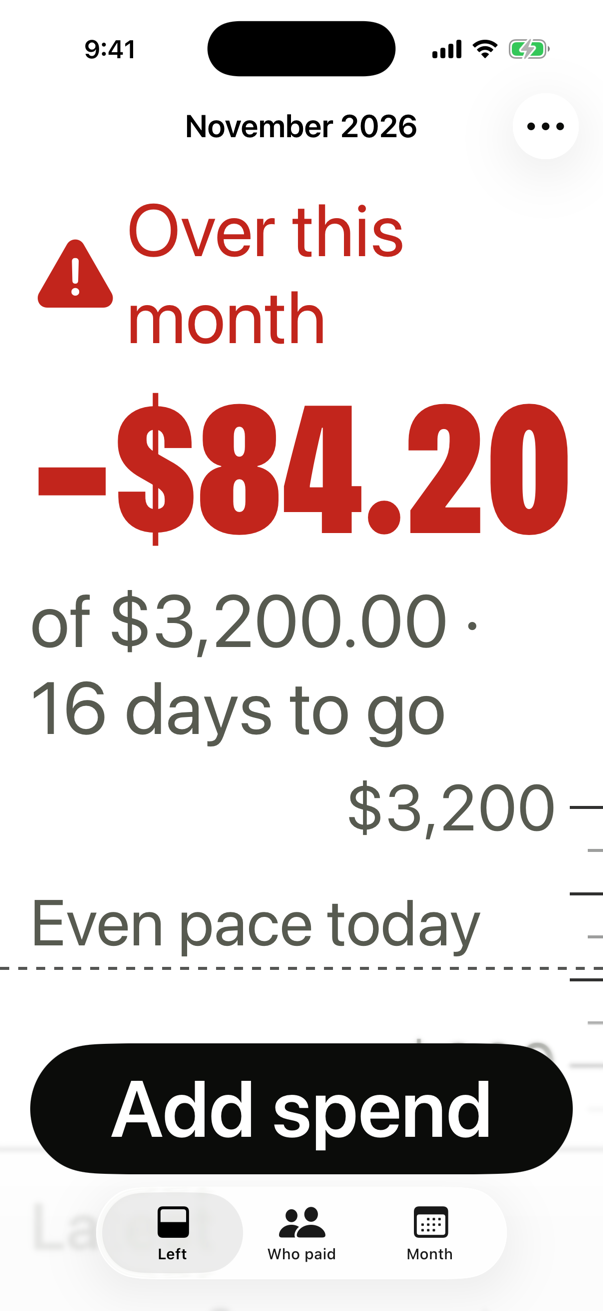 9:41
November 2026
Over this
month
−$84.20
of $3,200.00 ·
16 days to go
$3,200
Even pace today
Add spend
Left
Who paid
Month